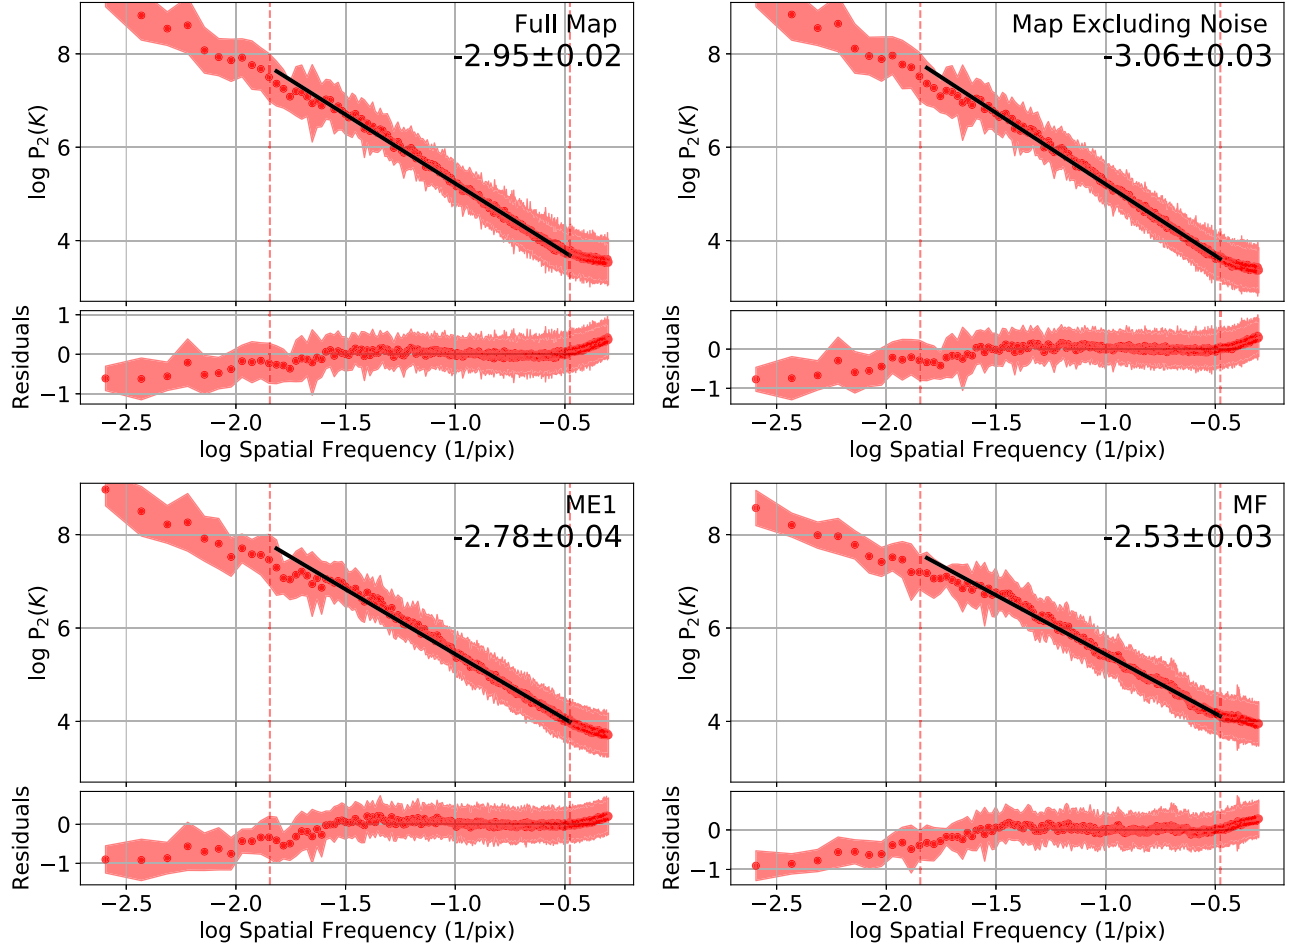 Full Map
-2.95±0.02
8
6
4
log P₂(K)
1
0
−1
Residuals
−2.5 −2.0 −1.5 −1.0 −0.5
log Spatial Frequency (1/pix)
Map Excluding Noise
-3.06±0.03
8
6
4
log P₂(K)
0
−1
Residuals
−2.5 −2.0 −1.5 −1.0 −0.5
log Spatial Frequency (1/pix)
ME1
-2.78±0.04
8
6
4
log P₂(K)
0
−1
Residuals
−2.5 −2.0 −1.5 −1.0 −0.5
log Spatial Frequency (1/pix)
MF
-2.53±0.03
8
6
4
log P₂(K)
0
−1
Residuals
−2.5 −2.0 −1.5 −1.0 −0.5
log Spatial Frequency (1/pix)